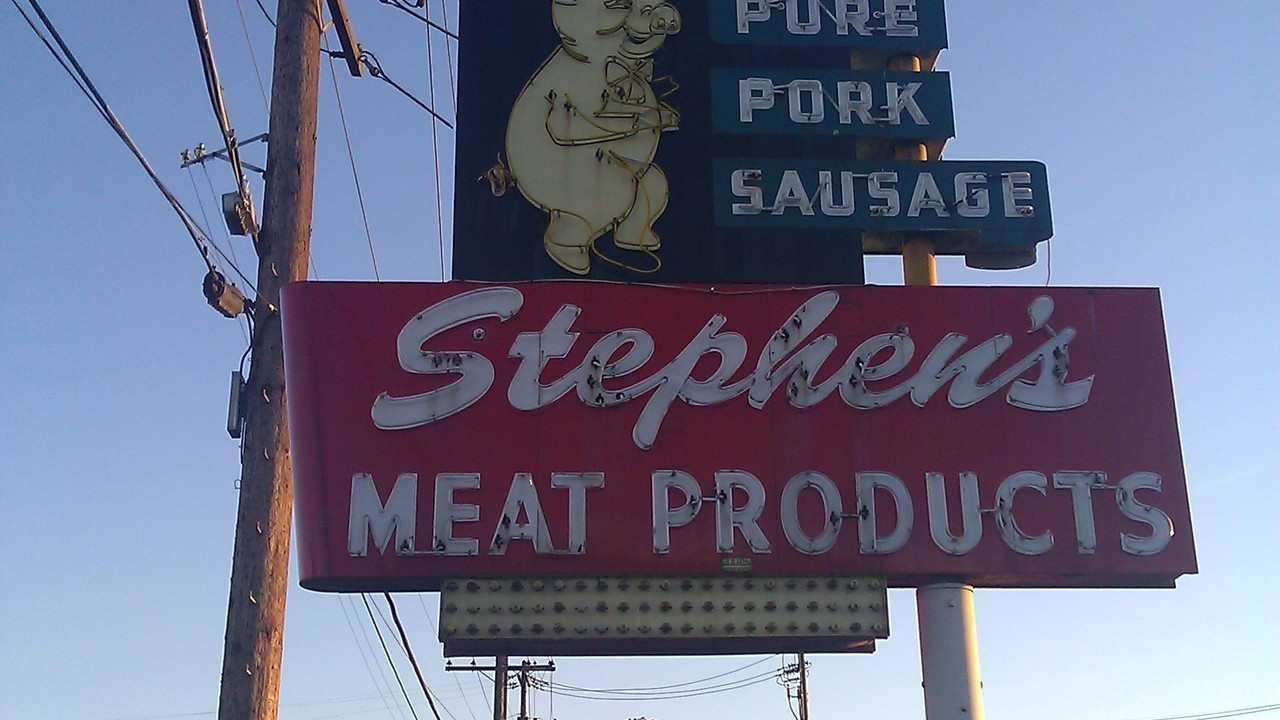 PURE
PORK
SAUSAGE
Stephen's
MEAT PRODUCTS